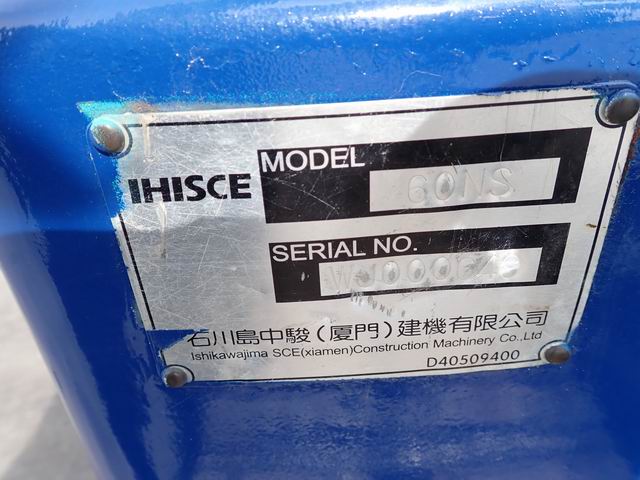 IHISCE
MODEL
60NS
SERIAL NO.
石川島中駿（廈門）建機有限公司
Ishikawajima SCE(xiamen)Construction Machinery Co.,Ltd
D40509400